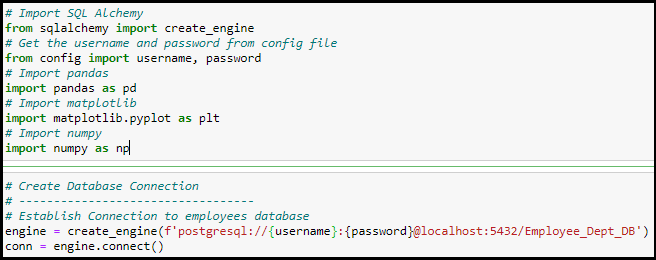 # Import SQL Alchemy
from sqlalchemy import create_engine
# Get the username and password from config file
from config import username, password
# Import pandas
import pandas as pd
# Import matplotlib
import matplotlib.pyplot as plt
# Import numpy
import numpy as np
# Create Database Connection
# ---------------------------------
# Establish Connection to employees database
engine = create_engine(f'postgresql://{username}:{password}@localhost:5432/Employee_Dept_DB')
conn = engine.connect()